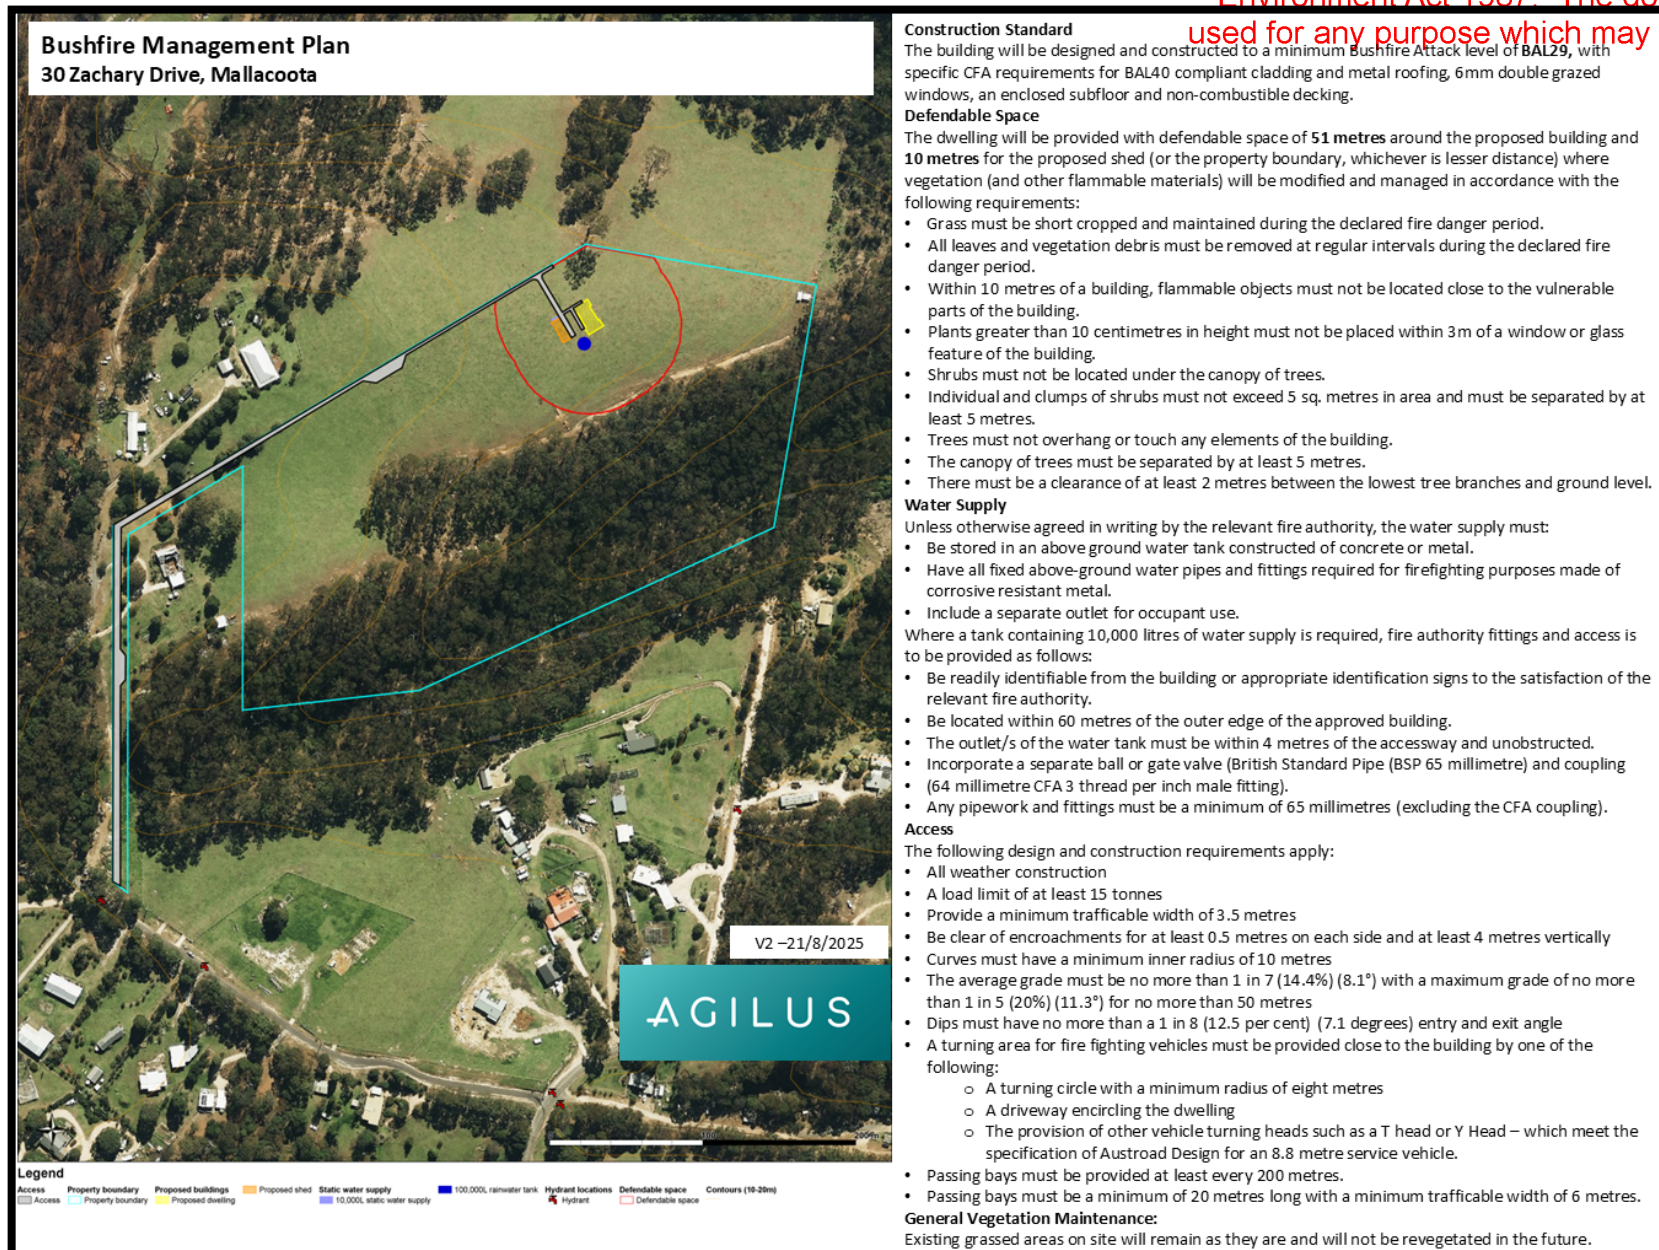 Environment Act 1987. The do
used for any purpose which may
Bushfire Management Plan
30 Zachary Drive, Mallacoota
Construction Standard
The building will be designed and constructed to a minimum Bushfire Attack level of BAL29, with
specific CFA requirements for BAL40 compliant cladding and metal roofing, 6mm double grazed
windows, an enclosed subfloor and non-combustible decking.
Defendable Space
The dwelling will be provided with defendable space of 51 metres around the proposed building and
10 metres for the proposed shed (or the property boundary, whichever is lesser distance) where
vegetation (and other flammable materials) will be modified and managed in accordance with the
following requirements:
• Grass must be short cropped and maintained during the declared fire danger period.
• All leaves and vegetation debris must be removed at regular intervals during the declared fire
danger period.
• Within 10 metres of a building, flammable objects must not be located close to the vulnerable
parts of the building.
• Plants greater than 10 centimetres in height must not be placed within 3m of a window or glass
feature of the building.
• Shrubs must not be located under the canopy of trees.
• Individual and clumps of shrubs must not exceed 5 sq. metres in area and must be separated by at
least 5 metres.
• Trees must not overhang or touch any elements of the building.
• The canopy of trees must be separated by at least 5 metres.
• There must be a clearance of at least 2 metres between the lowest tree branches and ground level.
Water Supply
Unless otherwise agreed in writing by the relevant fire authority, the water supply must:
• Be stored in an above ground water tank constructed of concrete or metal.
• Have all fixed above-ground water pipes and fittings required for firefighting purposes made of
corrosive resistant metal.
• Include a separate outlet for occupant use.
Where a tank containing 10,000 litres of water supply is required, fire authority fittings and access is
to be provided as follows:
• Be readily identifiable from the building or appropriate identification signs to the satisfaction of the
relevant fire authority.
• Be located within 60 metres of the outer edge of the approved building.
• The outlet/s of the water tank must be within 4 metres of the accessway and unobstructed.
• Incorporate a separate ball or gate valve (British Standard Pipe (BSP 65 millimetre) and coupling
• (64 millimetre CFA 3 thread per inch male fitting).
• Any pipework and fittings must be a minimum of 65 millimetres (excluding the CFA coupling).
Access
The following design and construction requirements apply:
• All weather construction
• A load limit of at least 15 tonnes
• Provide a minimum trafficable width of 3.5 metres
• Be clear of encroachments for at least 0.5 metres on each side and at least 4 metres vertically
• Curves must have a minimum inner radius of 10 metres
• The average grade must be no more than 1 in 7 (14.4%) (8.1°) with a maximum grade of no more
than 1 in 5 (20%) (11.3°) for no more than 50 metres
• Dips must have no more than a 1 in 8 (12.5 per cent) (7.1 degrees) entry and exit angle
• A turning area for fire fighting vehicles must be provided close to the building by one of the
following:
o A turning circle with a minimum radius of eight metres
o A driveway encircling the dwelling
o The provision of other vehicle turning heads such as a T head or Y Head – which meet the
specification of Austroad Design for an 8.8 metre service vehicle.
• Passing bays must be provided at least every 200 metres.
• Passing bays must be a minimum of 20 metres long with a minimum trafficable width of 6 metres.
General Vegetation Maintenance:
Existing grassed areas on site will remain as they are and will not be revegetated in the future.
V2 –21/8/2025
AGILUS
100 200 m
Legend
Access Property boundary Proposed buildings Proposed shed Static water supply 100,000L rainwater tank Hydrant locations Defendable space Contours (10-20m)
Access Property boundary Proposed dwelling 10,000L static water supply Hydrant Defendable space